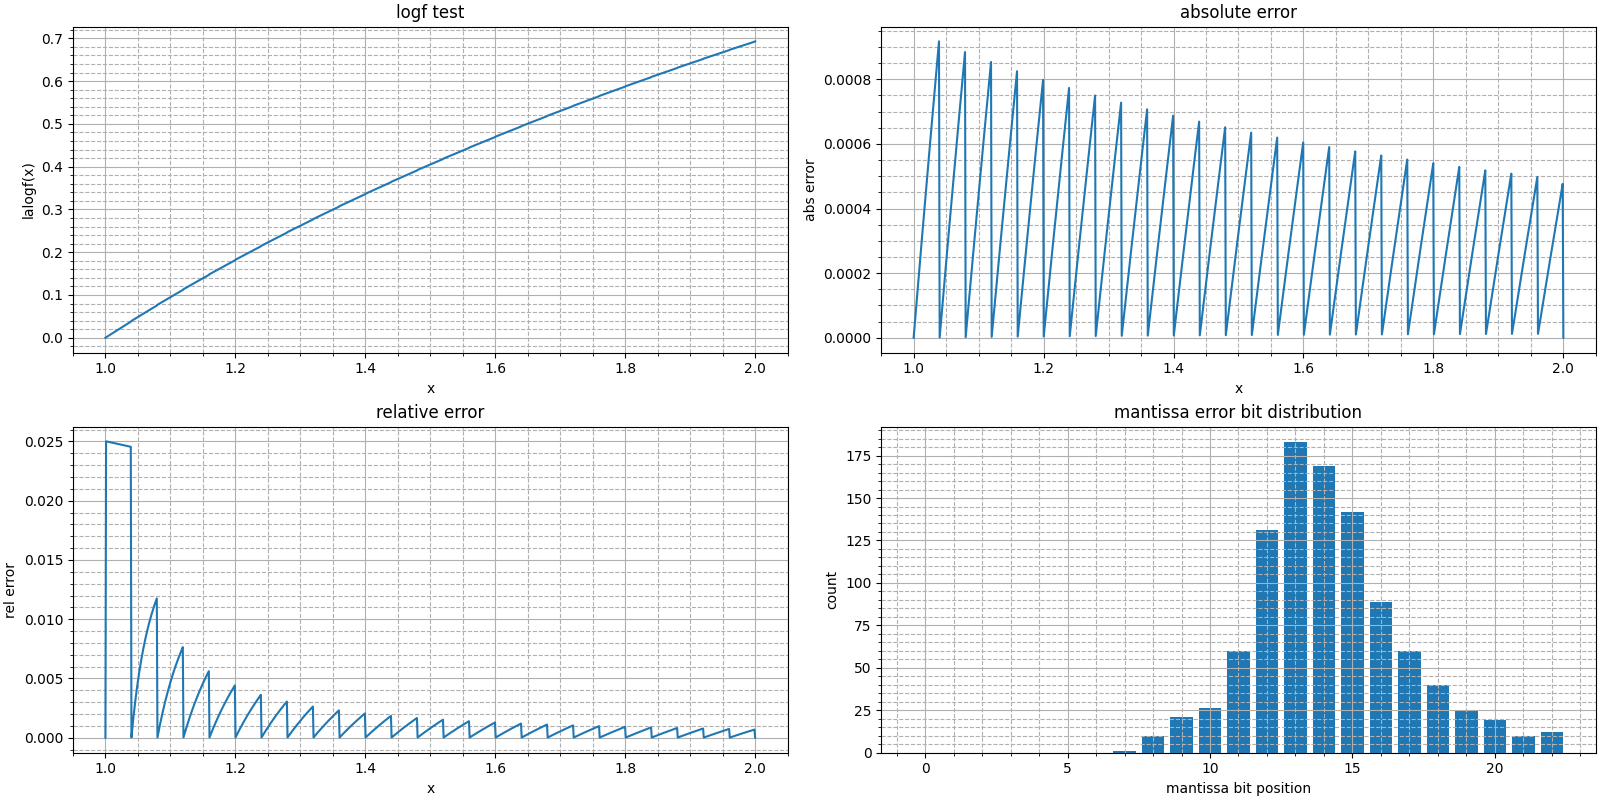 logf test
0.7
0.6
0.5
0.4
0.3
0.2
0.1
0.0
lalogf(x)
1.0 1.2 1.4 1.6 1.8 2.0
x
absolute error
0.0008
0.0006
0.0004
0.0002
0.0000
abs error
1.0 1.2 1.4 1.6 1.8 2.0
x
relative error
0.025
0.020
0.015
0.010
0.005
0.000
rel error
1.0 1.2 1.4 1.6 1.8 2.0
x
mantissa error bit distribution
175
150
125
100
75
50
25
0
count
0 5 10 15 20
mantissa bit position